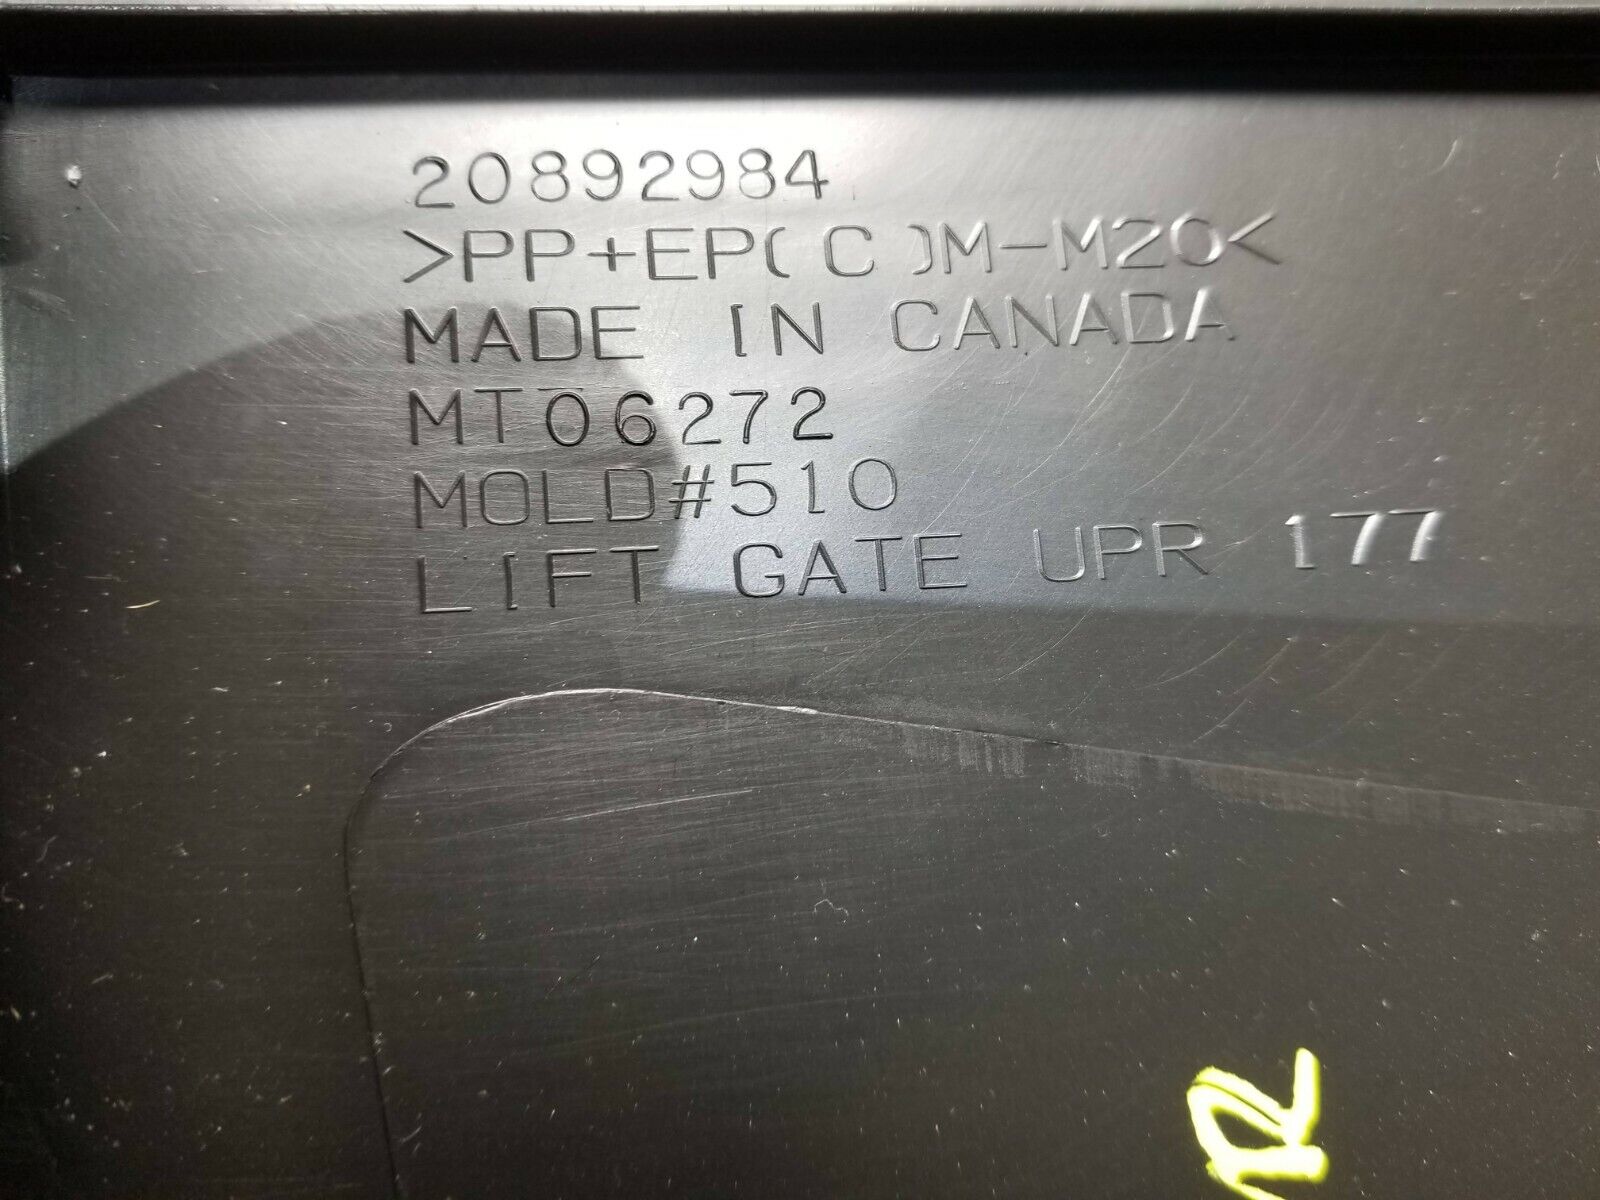 20892984
>PP+EP(C)M-M20<
MADE IN CANADA
MT06272
MOLD#510
LIFT GATE UPR 177